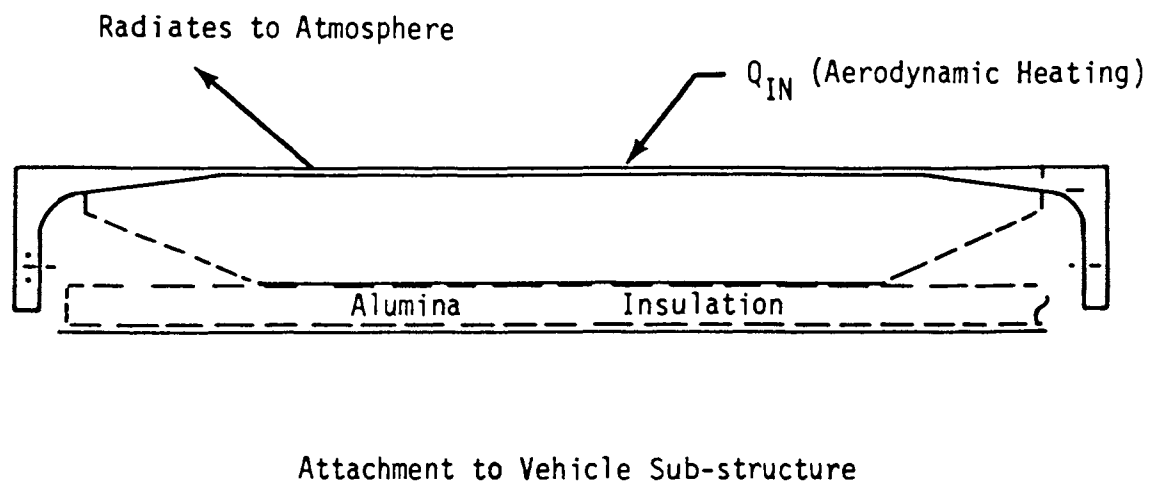 Radiates to Atmosphere
Q_IN (Aerodynamic Heating)
Alumina Insulation
Attachment to Vehicle Sub-structure